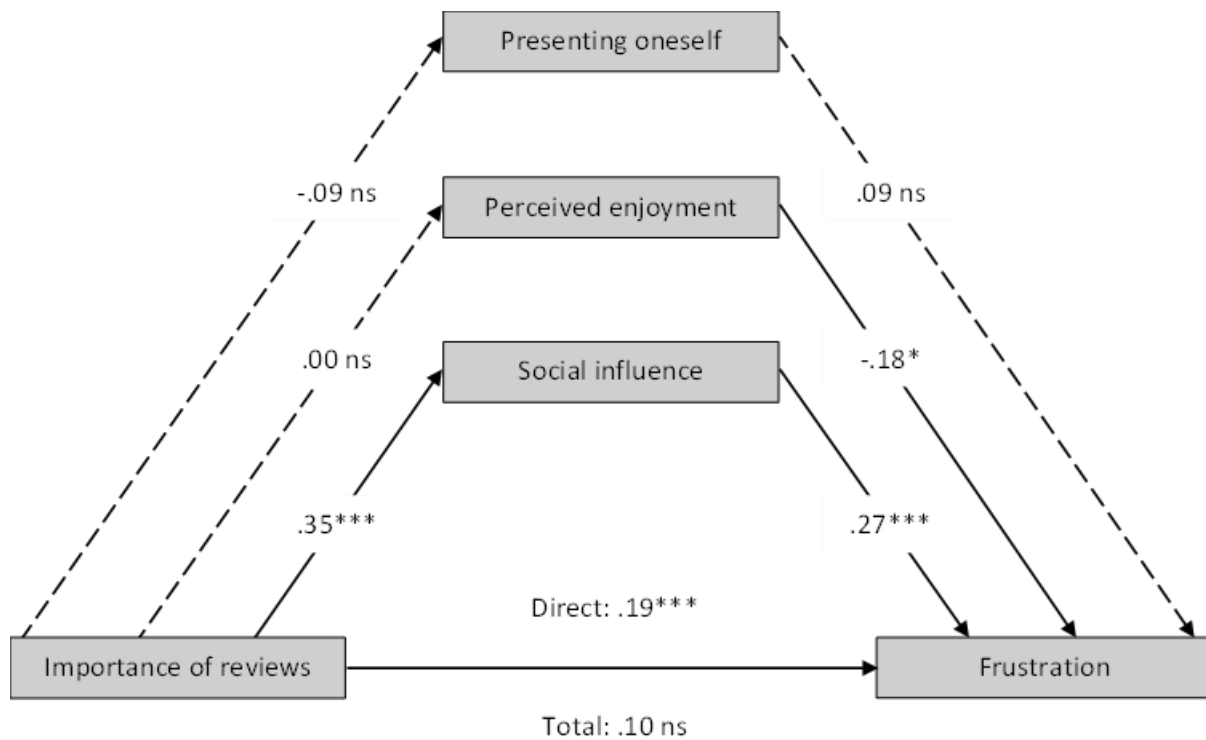 Presenting oneself
-.09 ns
.09 ns
Perceived enjoyment
.00 ns
-.18*
Social influence
.35***
.27***
Direct: .19***
Importance of reviews
Frustration
Total: .10 ns